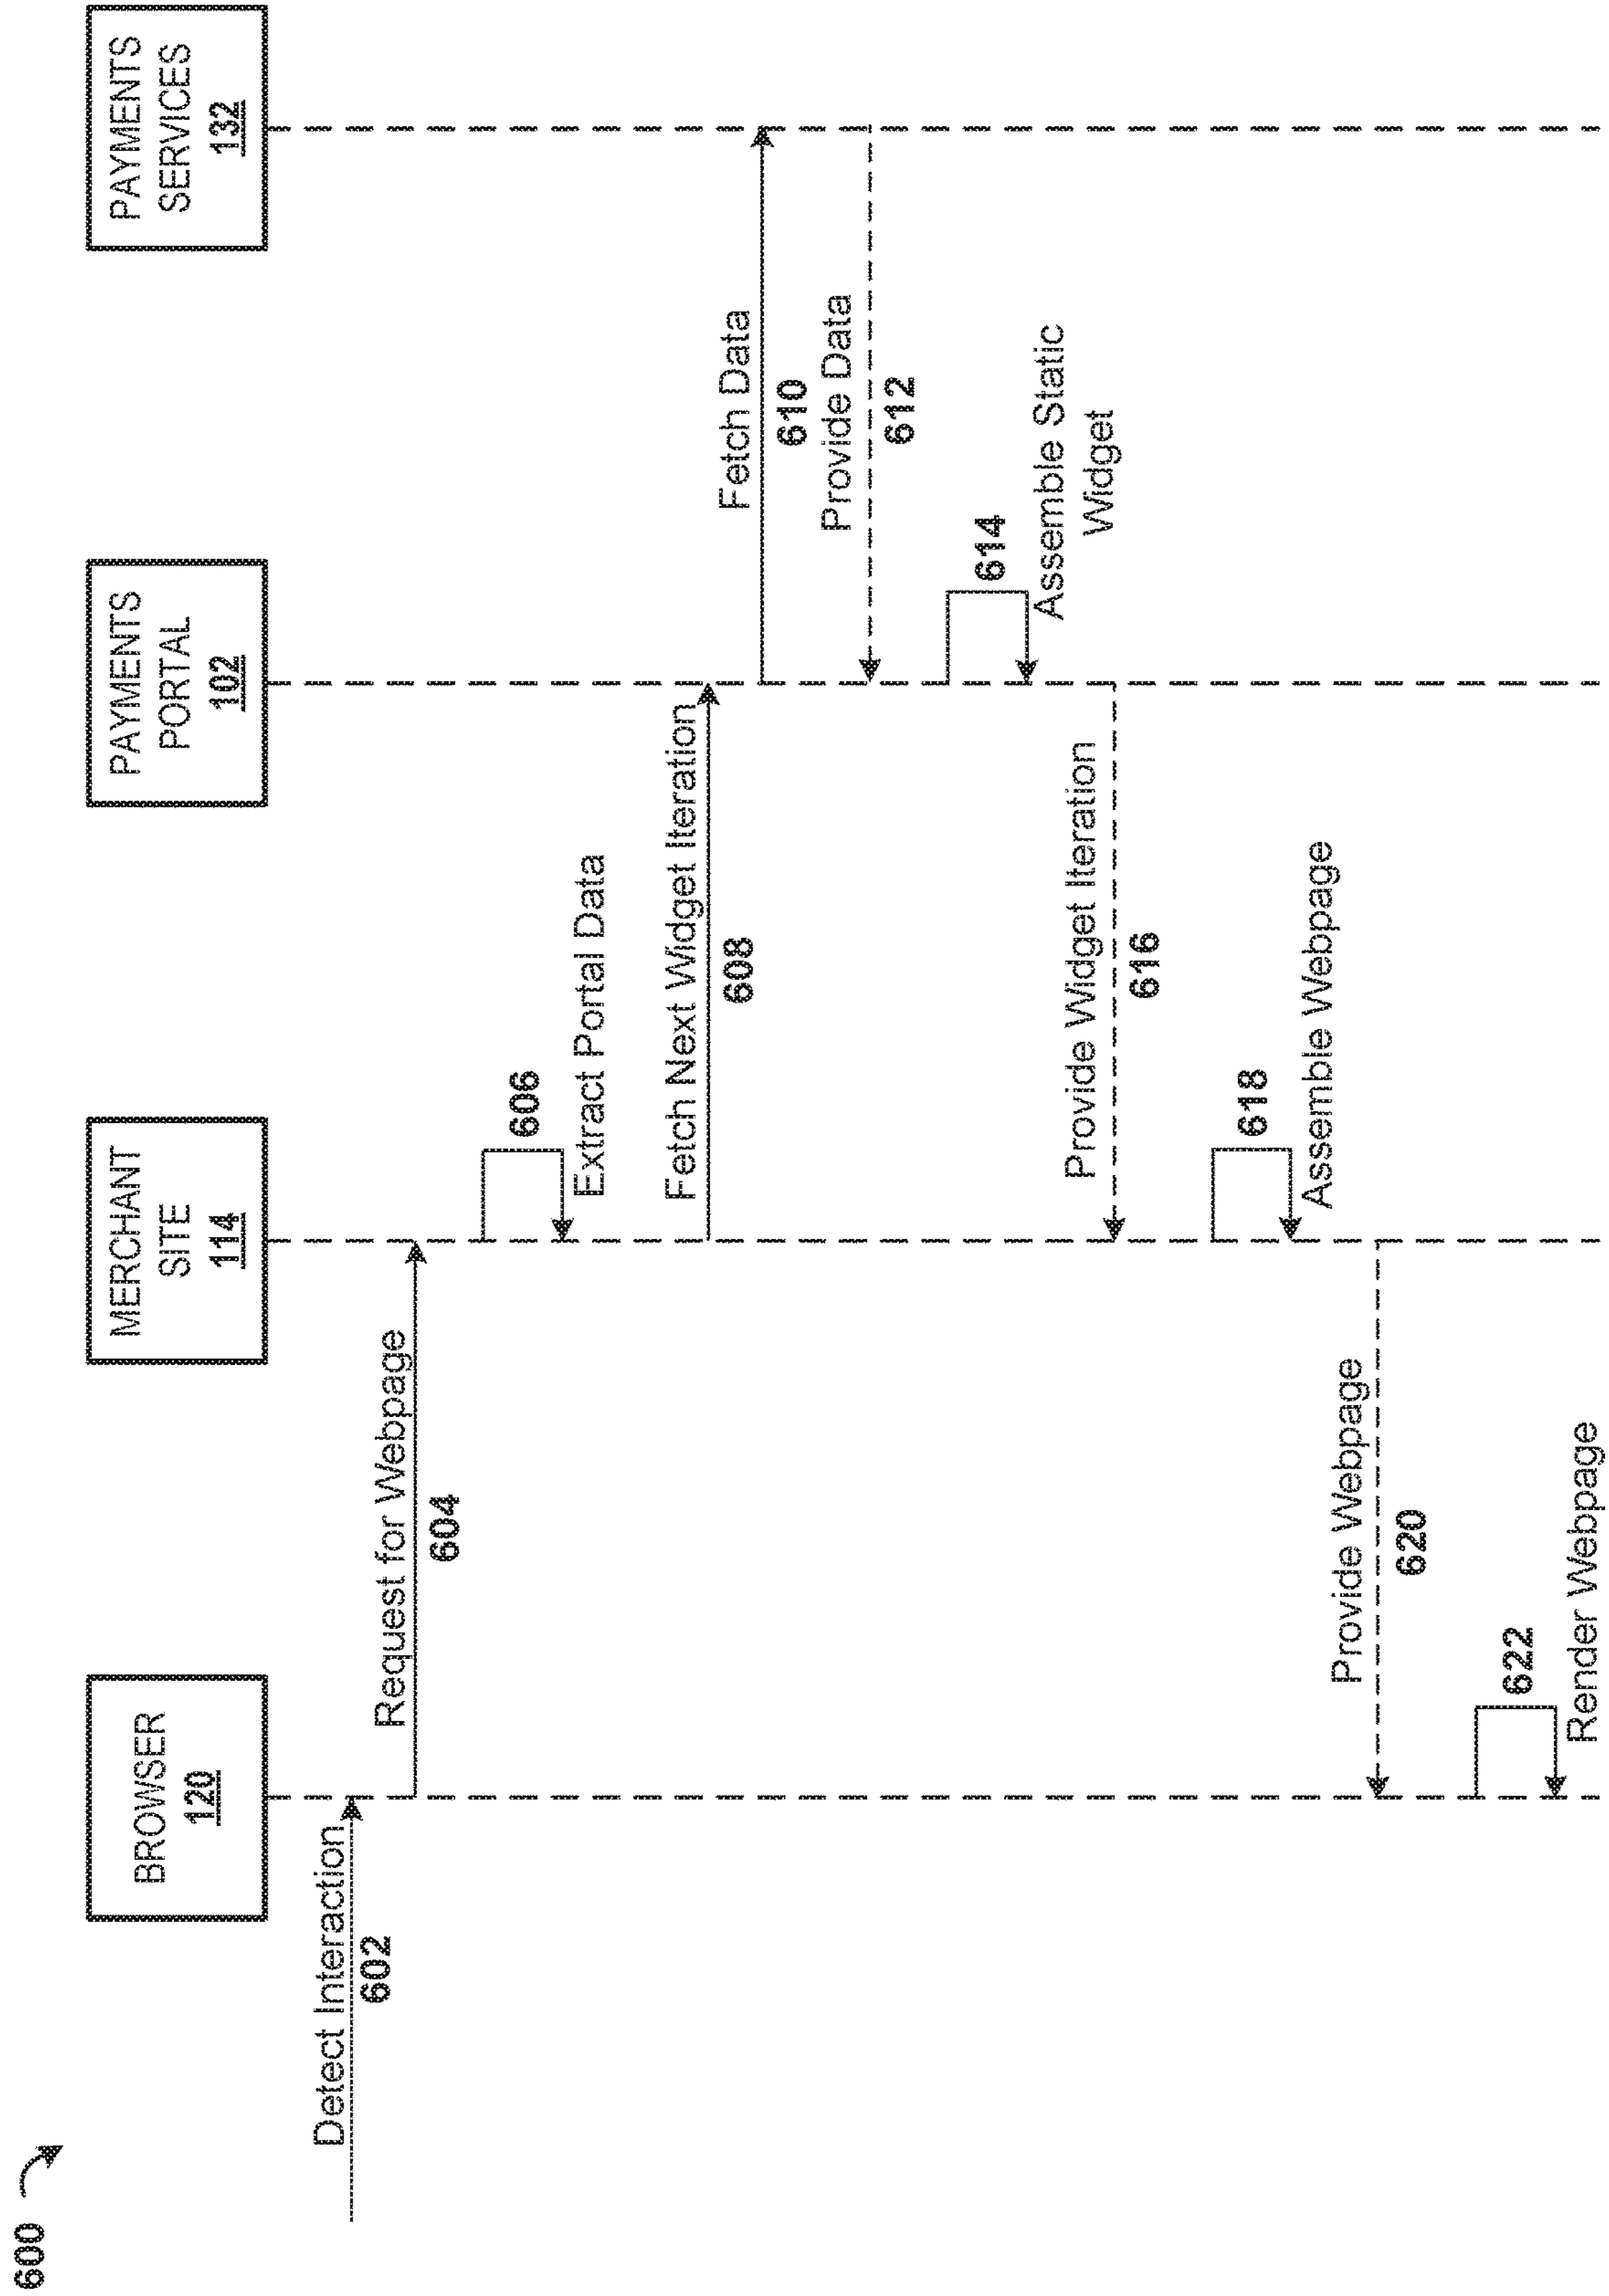 600
BROWSER
120
MERCHANT
SITE
114
PAYMENTS
PORTAL
102
PAYMENTS
SERVICES
132
Detect Interaction
602
Request for Webpage
604
606
Extract Portal Data
Fetch Next Widget Iteration
608
Fetch Data
610
Provide Data
612
614
Assemble Static
Widget
Provide Widget Iteration
616
618
Assemble Webpage
Provide Webpage
620
622
Render Webpage